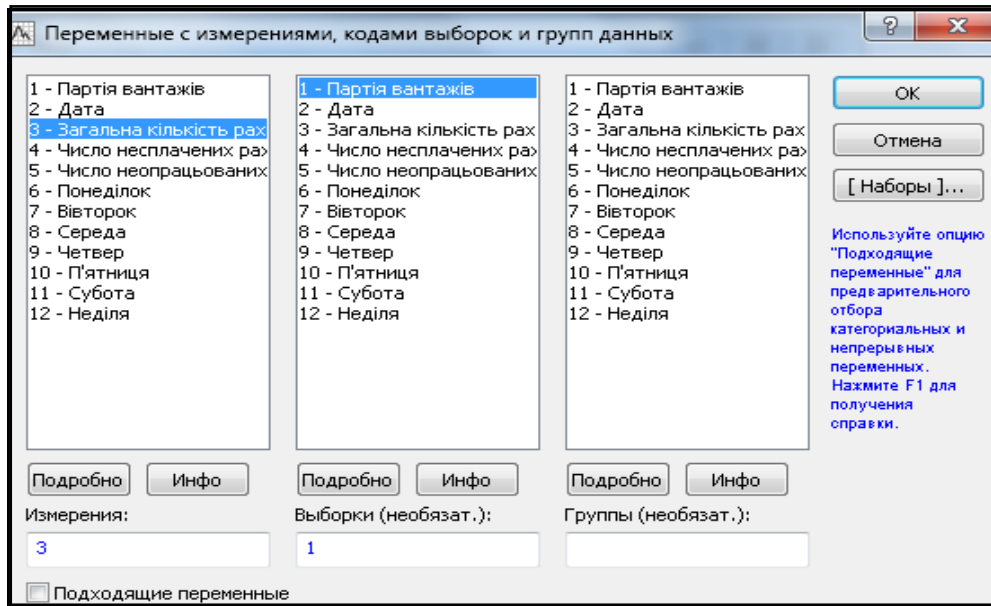 Переменные с измерениями, кодами выборок и групп данных
1 - Партія вантажів
2 - Дата
3 - Загальна кількість рах
4 - Число несплачених рах
5 - Число неопрацьованих
6 - Понеділок
7 - Вівторок
8 - Середа
9 - Четвер
10 - П'ятниця
11 - Субота
12 - Неділя
Подробно
Инфо
Измерения:
3
1 - Партія вантажів
2 - Дата
3 - Загальна кількість рах
4 - Число несплачених рах
5 - Число неопрацьованих
6 - Понеділок
7 - Вівторок
8 - Середа
9 - Четвер
10 - П'ятниця
11 - Субота
12 - Неділя
Подробно
Инфо
Выборки (необязат.):
1
1 - Партія вантажів
2 - Дата
3 - Загальна кількість рах
4 - Число несплачених рах
5 - Число неопрацьованих
6 - Понеділок
7 - Вівторок
8 - Середа
9 - Четвер
10 - П'ятниця
11 - Субота
12 - Неділя
Подробно
Инфо
Группы (необязат.):
OK
Отмена
[ Наборы ]...
Используйте опцию
"Подходящие
переменные" для
предварительного
отбора
категориальных и
непрерывных
переменных.
Нажмите F1 для
получения
справки.
Подходящие переменные